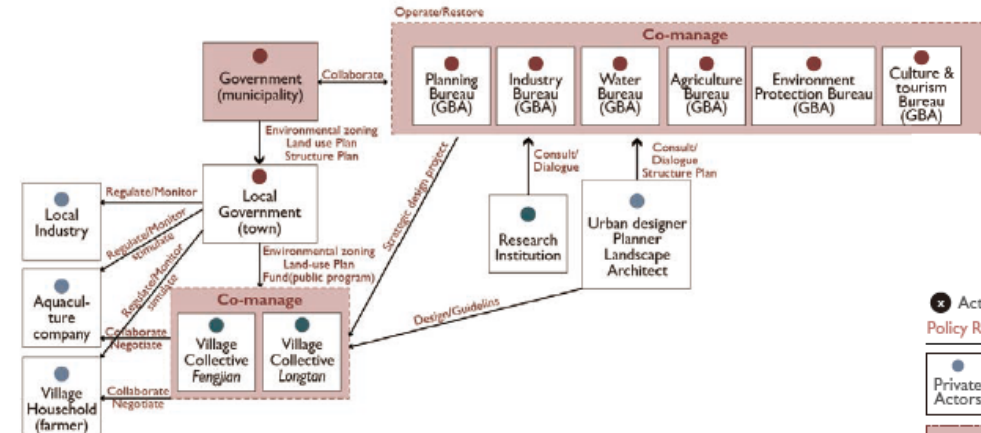 Operate/Restore
Co-manage
Government
(municipality)
Collaborate
Planning
Bureau
(GBA)
Industry
Bureau
(GBA)
Water
Bureau
(GBA)
Agriculture
Bureau
(GBA)
Environment
Protection Bureau
(GBA)
Culture &
tourism
Bureau
(GBA)
Environmental zoning
Land use Plan
Structure Plan
Strategic design project
Consult/
Dialogue
Consult/
Dialogue
Structure Plan
Local
Industry
Regulate/Monitor
Local
Government
(town)
Research
Institution
Urban designer
Planner
Landscape
Architect
Regulate/Monitor
stimulate
Regulate/Monitor
simulate
Environmental zoning
Land-use Plan
Fund(public program)
Aquacul-
ture
company
Co-manage
Village
Collective
Fengjian
Village
Collective
Longtan
Design/Guidelins
Collaborate
Negotiate
Village
Household
(farmer)
Collaborate
Negotiate
x Act
Policy R
Private
Actors